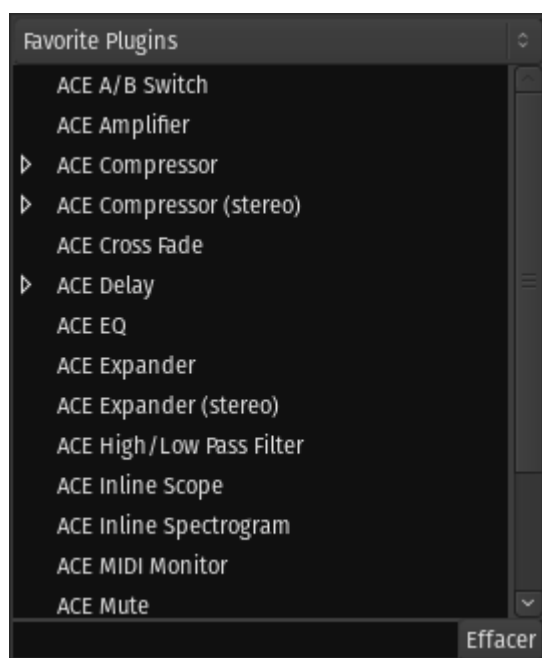 Favorite Plugins
ACE A/B Switch
ACE Amplifier
ACE Compressor
ACE Compressor (stereo)
ACE Cross Fade
ACE Delay
ACE EQ
ACE Expander
ACE Expander (stereo)
ACE High/Low Pass Filter
ACE Inline Scope
ACE Inline Spectrogram
ACE MIDI Monitor
ACE Mute
Effacer